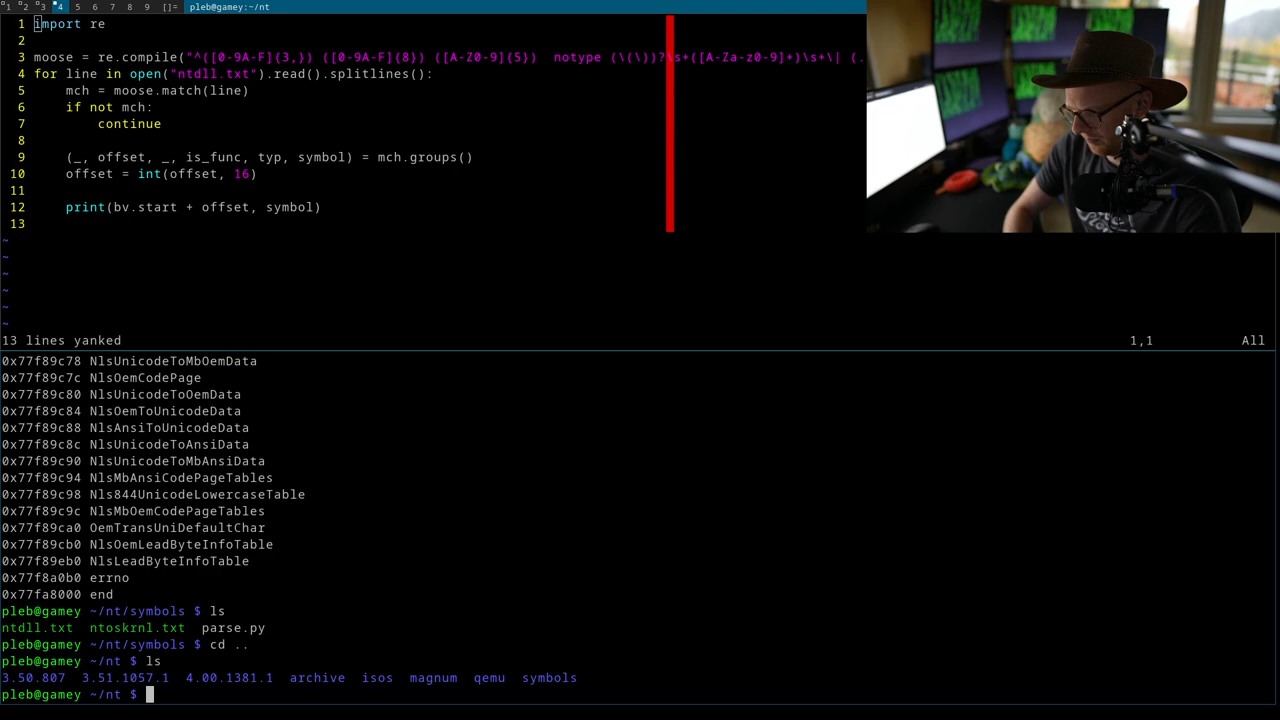 1 2 3 4 5 6 7 8 9 []= pleb@gamey:~/nt
1 import re
2
3 moose = re.compile("^([0-9A-F]{3,}) ([0-9A-F]{8}) ([A-Z0-9]{5})  notype (\(\))?\s+([A-Za-z0-9]+)\s+\| (.
4 for line in open("ntdll.txt").read().splitlines():
5     mch = moose.match(line)
6     if not mch:
7         continue
8
9     (_, offset, _, is_func, typ, symbol) = mch.groups()
10     offset = int(offset, 16)
11
12     print(bv.start + offset, symbol)
13
~
~
~
~
~
~
13 lines yanked 1,1 All
0x77f89c78 NlsUnicodeToMbOemData
0x77f89c7c NlsOemCodePage
0x77f89c80 NlsUnicodeToOemData
0x77f89c84 NlsOemToUnicodeData
0x77f89c88 NlsAnsiToUnicodeData
0x77f89c8c NlsUnicodeToAnsiData
0x77f89c90 NlsUnicodeToMbAnsiData
0x77f89c94 NlsMbAnsiCodePageTables
0x77f89c98 Nls844UnicodeLowercaseTable
0x77f89c9c NlsMbOemCodePageTables
0x77f89ca0 OemTransUniDefaultChar
0x77f89cb0 NlsOemLeadByteInfoTable
0x77f89eb0 NlsLeadByteInfoTable
0x77f8a0b0 errno
0x77fa8000 end
pleb@gamey ~/nt/symbols $ ls
ntdll.txt  ntoskrnl.txt  parse.py
pleb@gamey ~/nt/symbols $ cd ..
pleb@gamey ~/nt $ ls
3.50.807  3.51.1057.1  4.00.1381.1  archive  isos  magnum  qemu  symbols
pleb@gamey ~/nt $